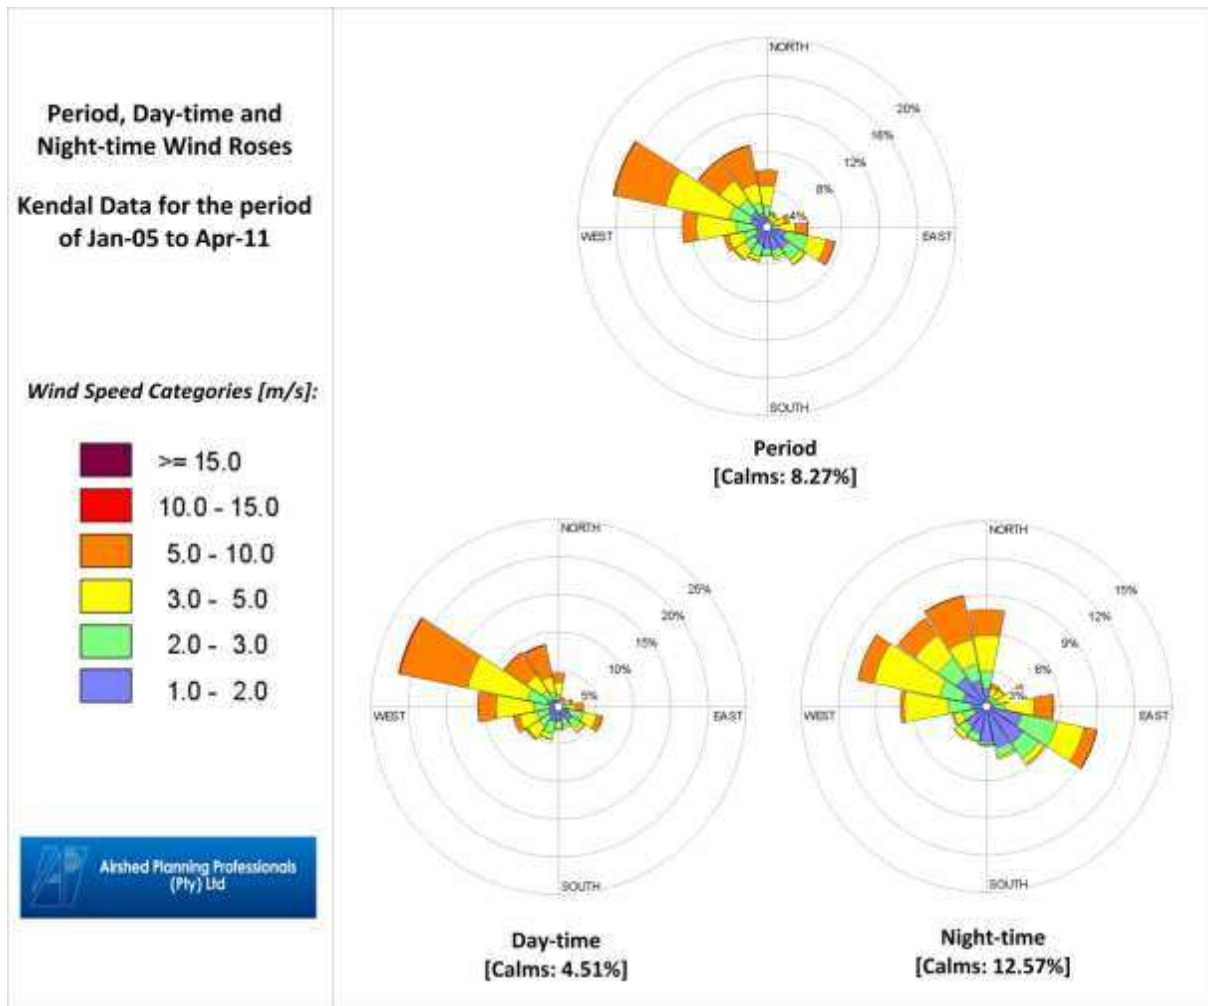 Period, Day-time and
Night-time Wind Roses
Kendal Data for the period
of Jan-05 to Apr-11
Wind Speed Categories [m/s]:
>= 15.0
10.0 - 15.0
5.0 - 10.0
3.0 - 5.0
2.0 - 3.0
1.0 - 2.0
Airshed Planning Professionals
(Pty) Ltd
NORTH
20%
16%
12%
8%
4%
WEST
EAST
SOUTH
Period
[Calms: 8.27%]
NORTH
25%
20%
15%
10%
5%
WEST
EAST
SOUTH
Day-time
[Calms: 4.51%]
NORTH
15%
12%
9%
6%
3%
WEST
EAST
SOUTH
Night-time
[Calms: 12.57%]